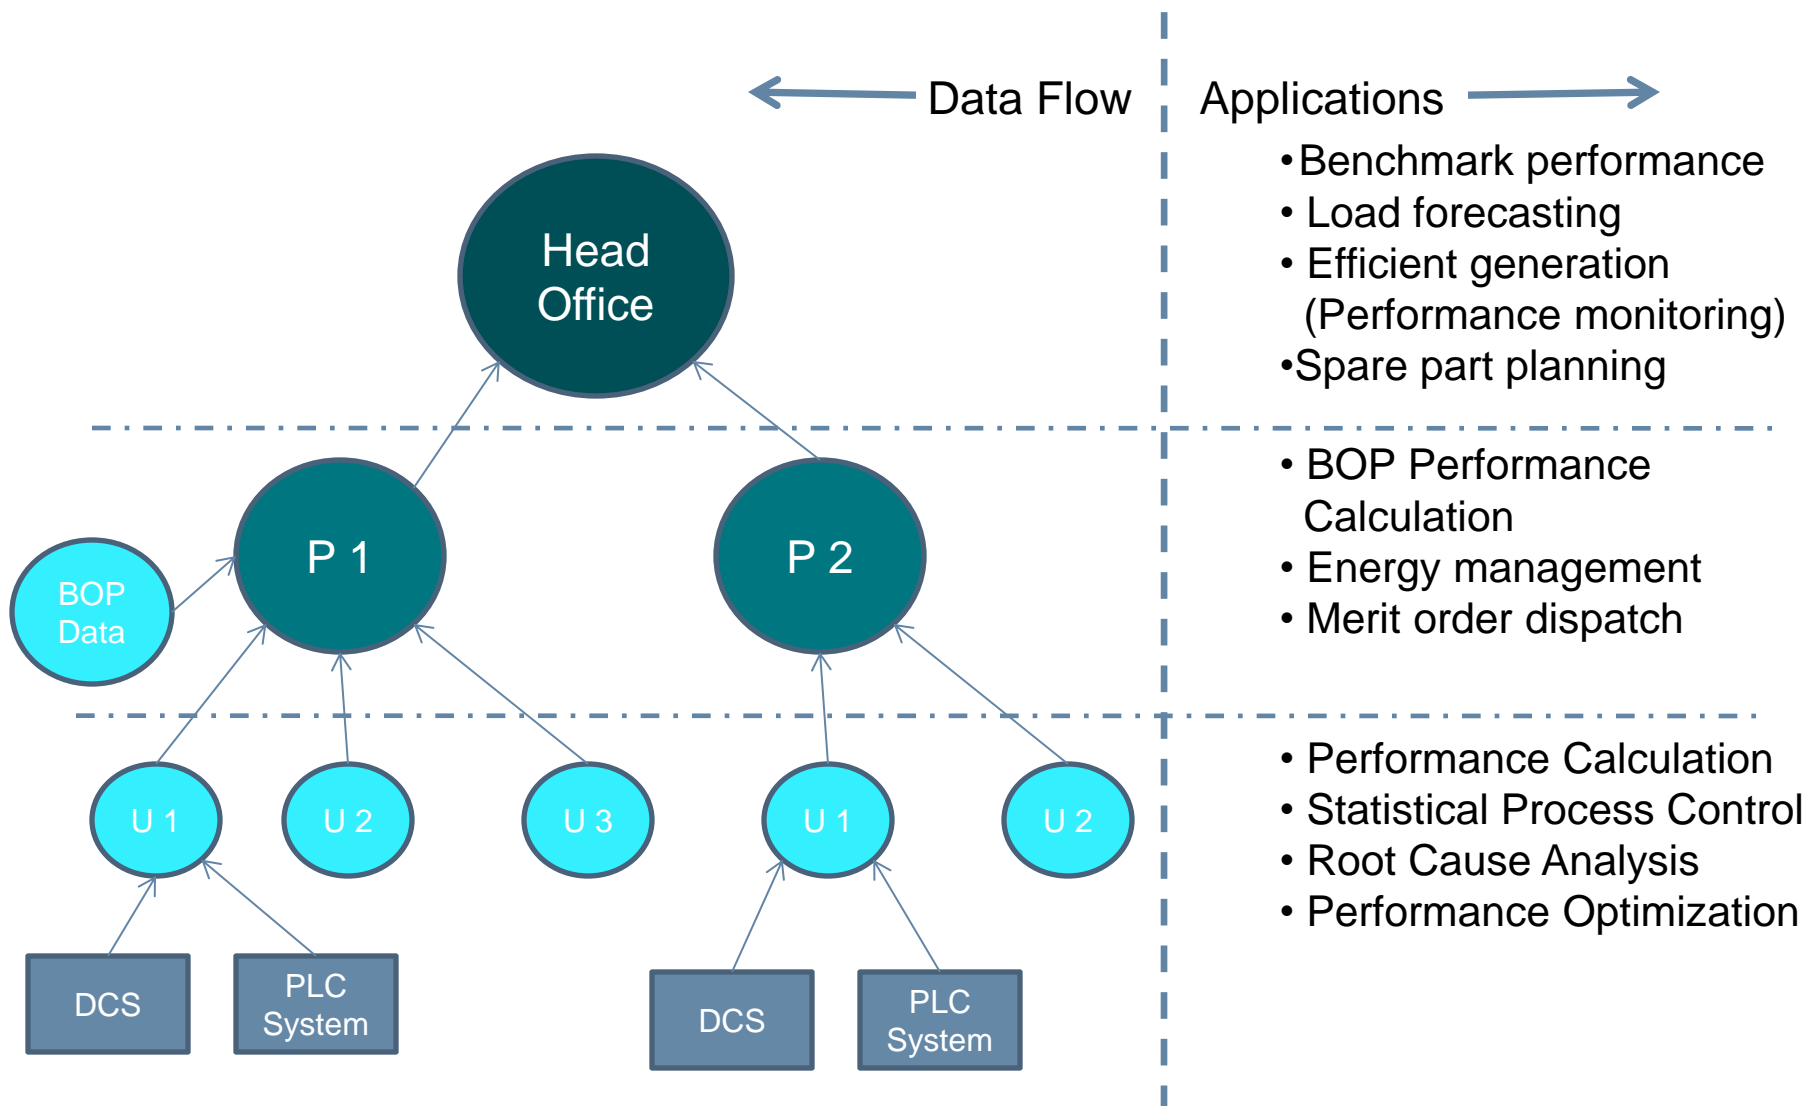 Data Flow
Applications
•Benchmark performance
• Load forecasting
• Efficient generation
(Performance monitoring)
•Spare part planning
Head
Office
• BOP Performance
Calculation
• Energy management
• Merit order dispatch
P 1
P 2
BOP
Data
• Performance Calculation
• Statistical Process Control
• Root Cause Analysis
• Performance Optimization
U 1
U 2
U 3
U 1
U 2
DCS
PLC
System
DCS
PLC
System